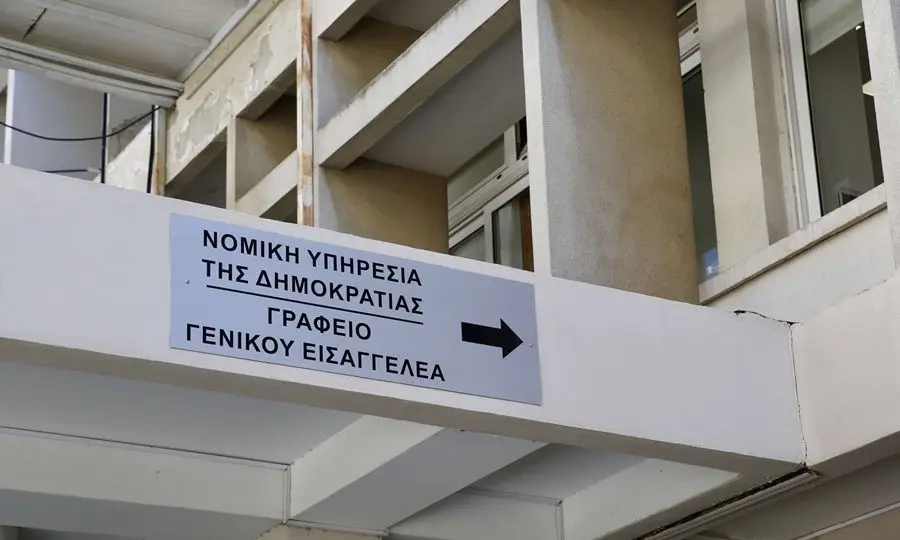 ΝΟΜΙΚΗ ΥΠΗΡΕΣΙΑ
ΤΗΣ ΔΗΜΟΚΡΑΤΙΑΣ
ΓΡΑΦΕΙΟ
ΓΕΝΙΚΟΥ ΕΙΣΑΓΓΕΛΕΑ